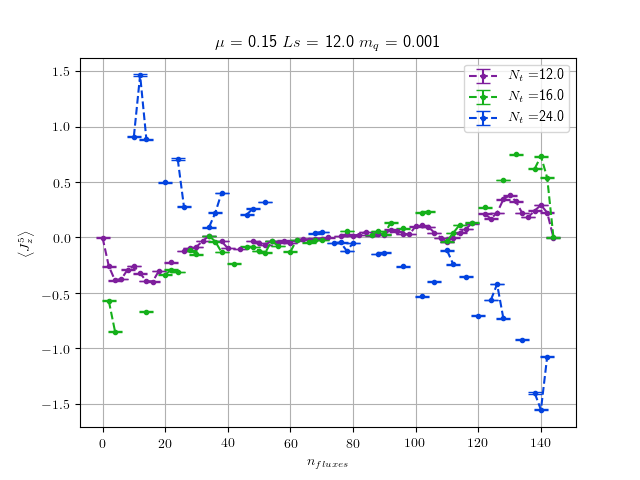 μ = 0.15 Ls = 12.0 m_q = 0.001
⟨J_z^5⟩
1.5
1.0
0.5
0.0
−0.5
−1.0
−1.5
N_t =12.0
N_t =16.0
N_t =24.0
0 20 40 60 80 100 120 140
n_{fluxes}